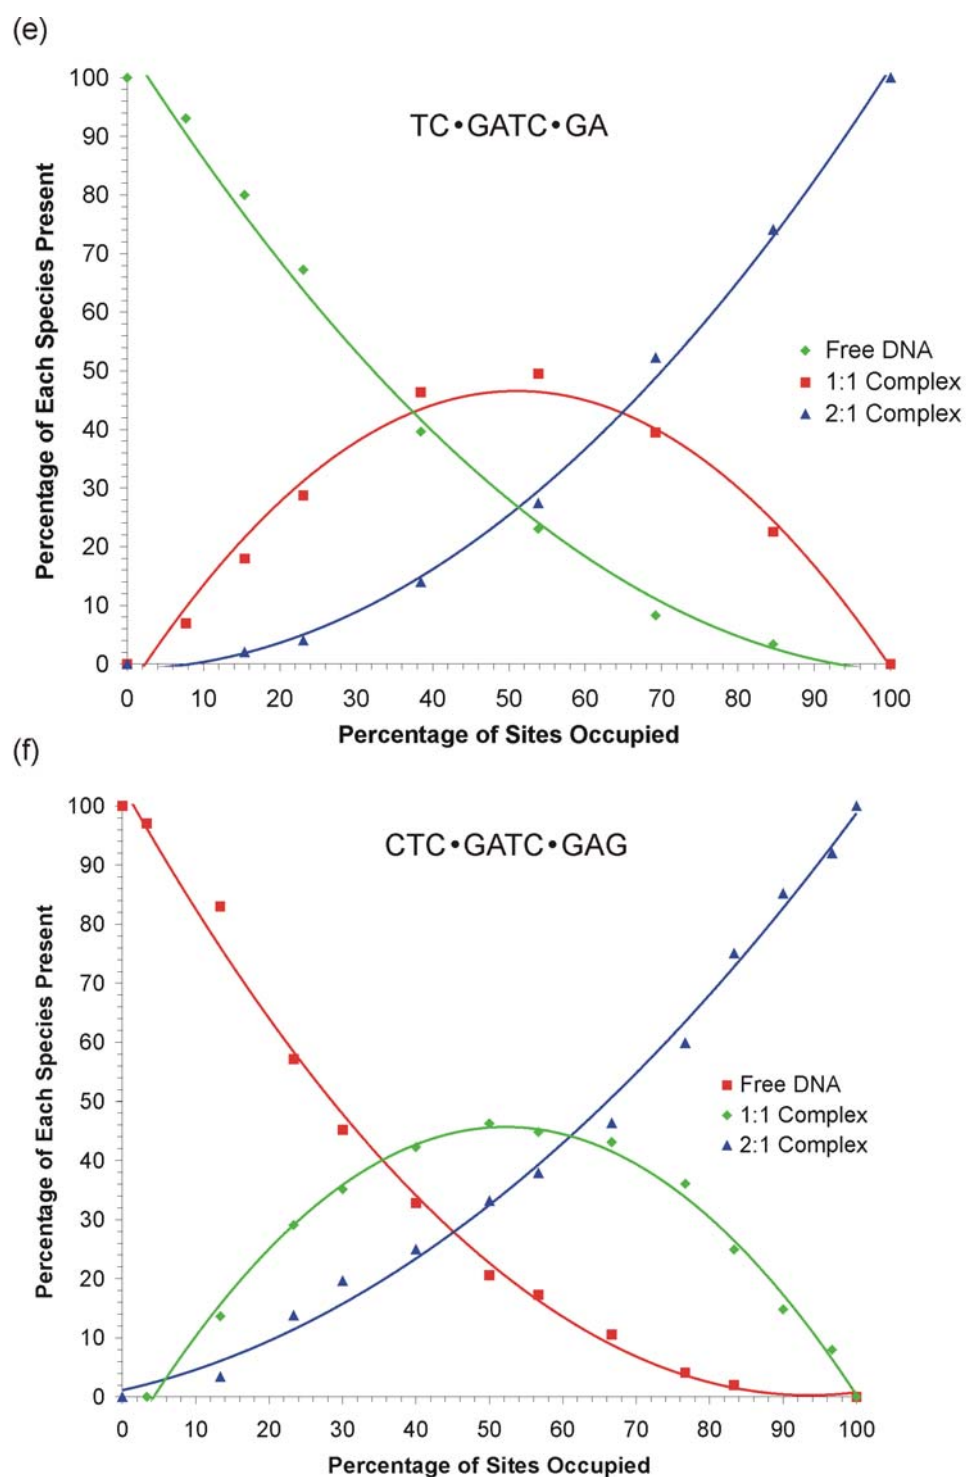 (e)
TC•GATC•GA
Percentage of Each Species Present
100
90
80
70
60
50
40
30
20
10
0
Free DNA
1:1 Complex
2:1 Complex
0 10 20 30 40 50 60 70 80 90 100
Percentage of Sites Occupied
(f)
CTC•GATC•GAG
Percentage of Each Species Present
100
90
80
70
60
50
40
30
20
10
0
Free DNA
1:1 Complex
2:1 Complex
0 10 20 30 40 50 60 70 80 90 100
Percentage of Sites Occupied